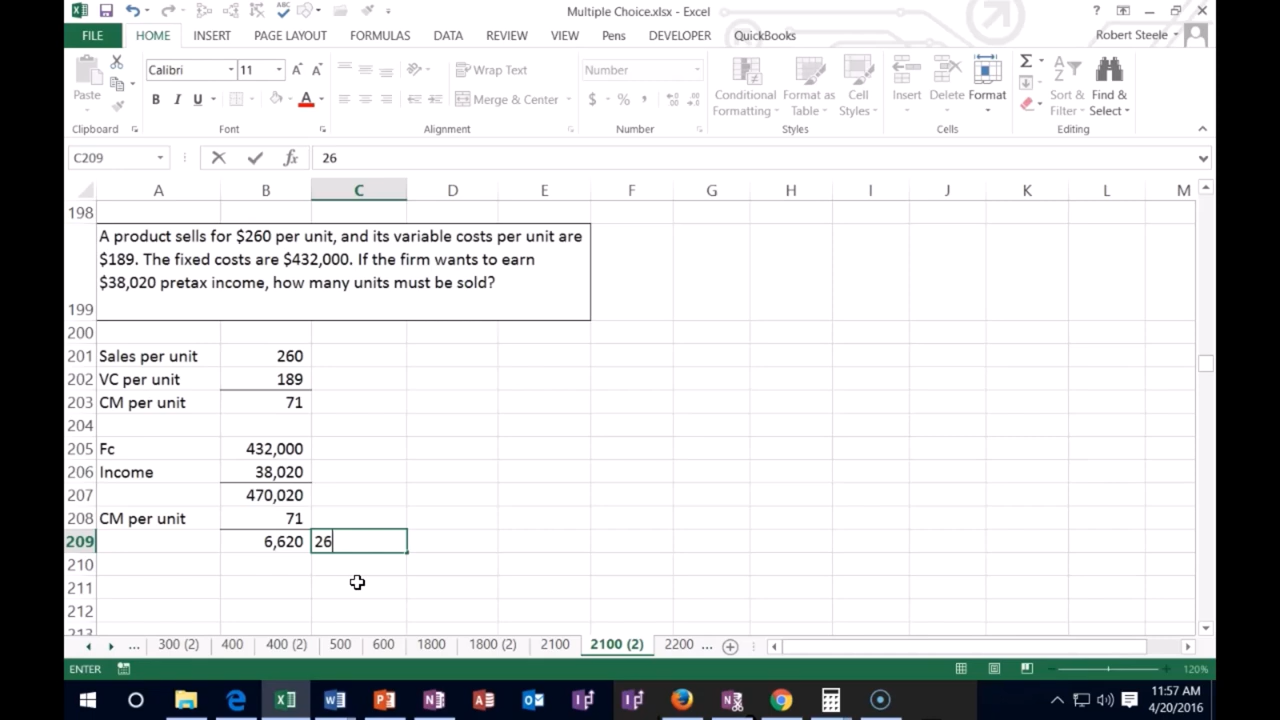 Multiple Choice.xlsx - Excel
?
FILE HOME INSERT PAGE LAYOUT FORMULAS DATA REVIEW VIEW Pens DEVELOPER QuickBooks Robert Steele
Calibri 11 Wrap Text Number Σ
Paste B I U A Merge & Center $ % , Conditional Formatting Format as Table Cell Styles Insert Delete Format Sort & Filter Find & Select
Clipboard Font Alignment Number Styles Cells Editing
C209 fx 26
A B C D E F G H I J K L M
198
A product sells for $260 per unit, and its variable costs per unit are
$189. The fixed costs are $432,000. If the firm wants to earn
$38,020 pretax income, how many units must be sold?
199
200
201 Sales per unit 260
202 VC per unit 189
203 CM per unit 71
204
205 Fc 432,000
206 Income 38,020
207 470,020
208 CM per unit 71
209 6,620 26
210
211
212
213
... 300 (2) 400 400 (2) 500 600 1800 1800 (2) 2100 2100 (2) 2200 ...
ENTER 120%
11:57 AM
4/20/2016